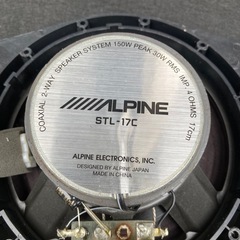 COAXIAL 2-WAY SPEAKER SYSTEM 150W PEAK 30W RMS IMP. 4 OHMS 17cm
ALPINE
STL-17C
ALPINE ELECTRONICS, INC.
DESIGNED BY ALPINE JAPAN
MADE IN CHINA